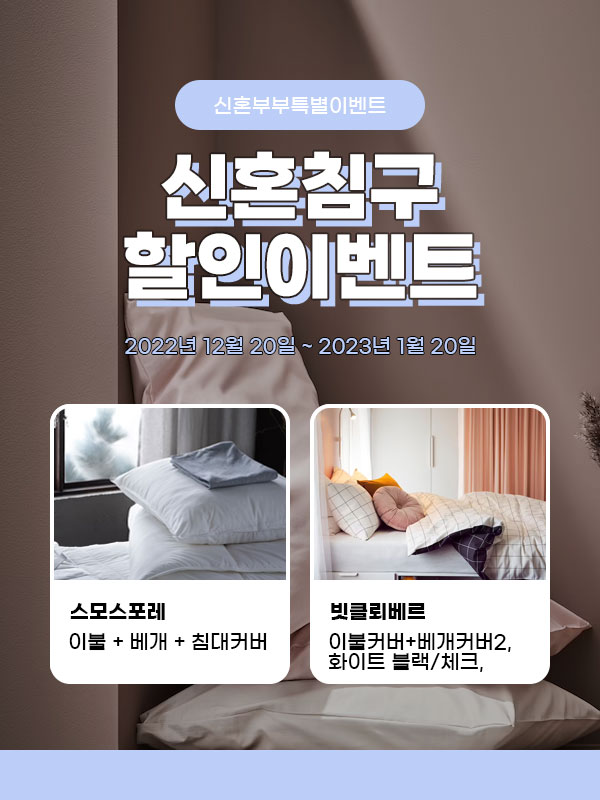 신혼부부특별이벤트
신혼침구
할인이벤트
2022년 12월 20일 ~ 2023년 1월 20일
스모스포레
이불 + 베개 + 침대커버
빗클뢰베르
이불커버+베개커버2,
화이트 블랙/체크,